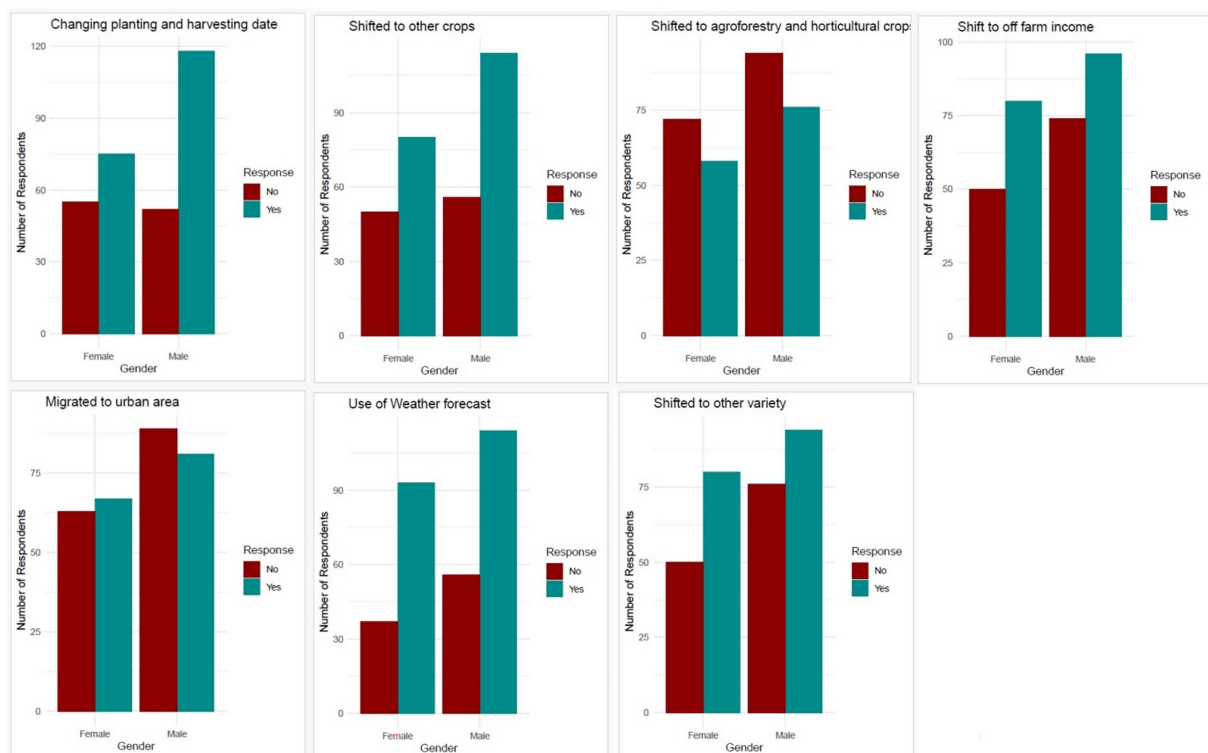 Changing planting and harvesting date
120
90
60
30
0
Number of Respondents
Female
Male
Gender
Response
No
Yes
Shifted to other crops
90
60
30
0
Number of Respondents
Female
Male
Gender
Response
No
Yes
Shifted to agroforestry and horticultural crops
75
50
25
0
Number of Respondents
Female
Male
Gender
Response
No
Yes
Shift to off farm income
100
75
50
25
0
Number of Respondents
Female
Male
Gender
Response
No
Yes
Migrated to urban area
75
50
25
0
Number of Respondents
Female
Male
Gender
Response
No
Yes
Use of Weather forecast
90
60
30
0
Number of Respondents
Female
Male
Gender
Response
No
Yes
Shifted to other variety
75
50
25
0
Number of Respondents
Female
Male
Gender
Response
No
Yes